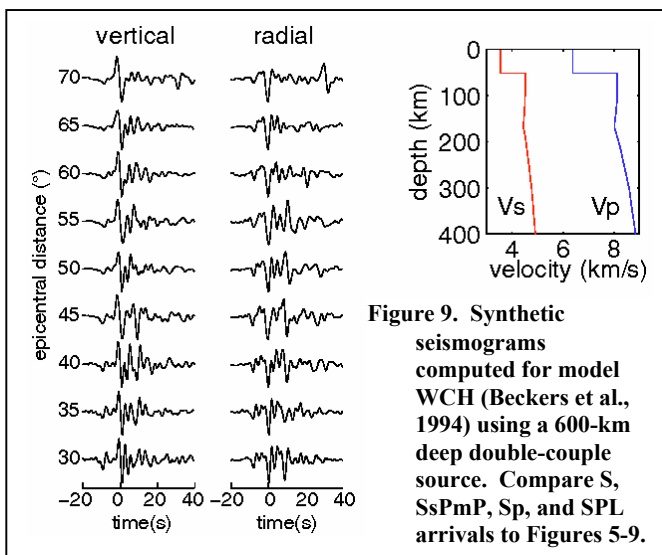 vertical radial
70
65
60
55
50
45
40
35
30
epicentral distance (°)
-20 0 20 40 -20 0 20 40
time(s) time(s)
0
100
200
300
400
depth (km)
Vs Vp
4 6 8
velocity (km/s)
Figure 9. Synthetic
seismograms
computed for model
WCH (Beckers et al.,
1994) using a 600-km
deep double-couple
source. Compare S,
SsPmP, Sp, and SPL
arrivals to Figures 5-9.